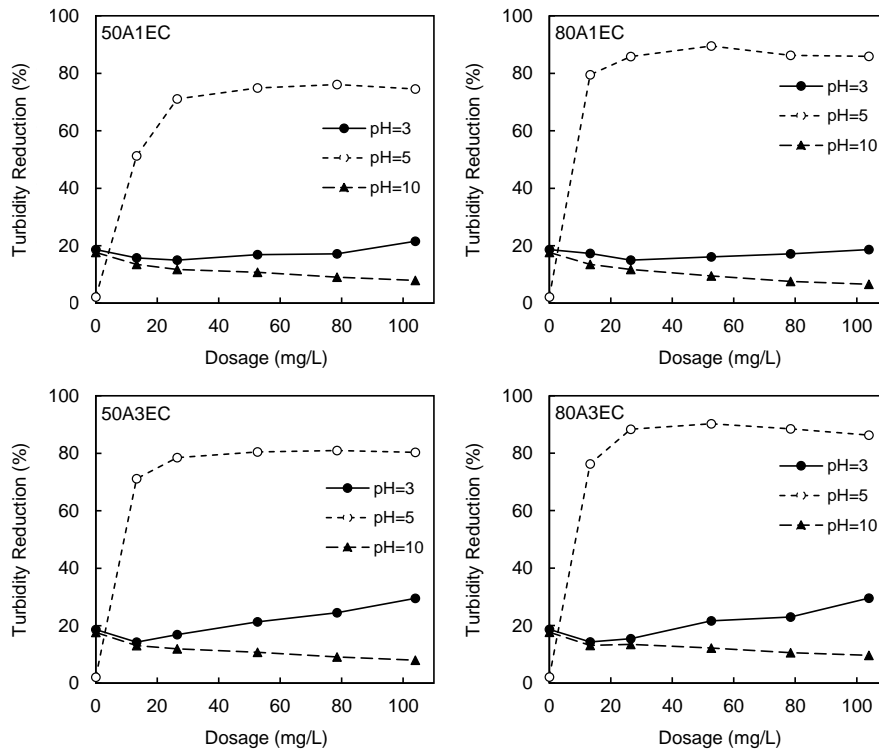 50A1EC
Turbidity Reduction (%)
100
80
60
40
20
0
pH=3
pH=5
pH=10
0 20 40 60 80 100
Dosage (mg/L)
80A1EC
Turbidity Reduction (%)
100
80
60
40
20
0
pH=3
pH=5
pH=10
0 20 40 60 80 100
Dosage (mg/L)
50A3EC
Turbidity Reduction (%)
100
80
60
40
20
0
pH=3
pH=5
pH=10
0 20 40 60 80 100
Dosage (mg/L)
80A3EC
Turbidity Reduction (%)
100
80
60
40
20
0
pH=3
pH=5
pH=10
0 20 40 60 80 100
Dosage (mg/L)